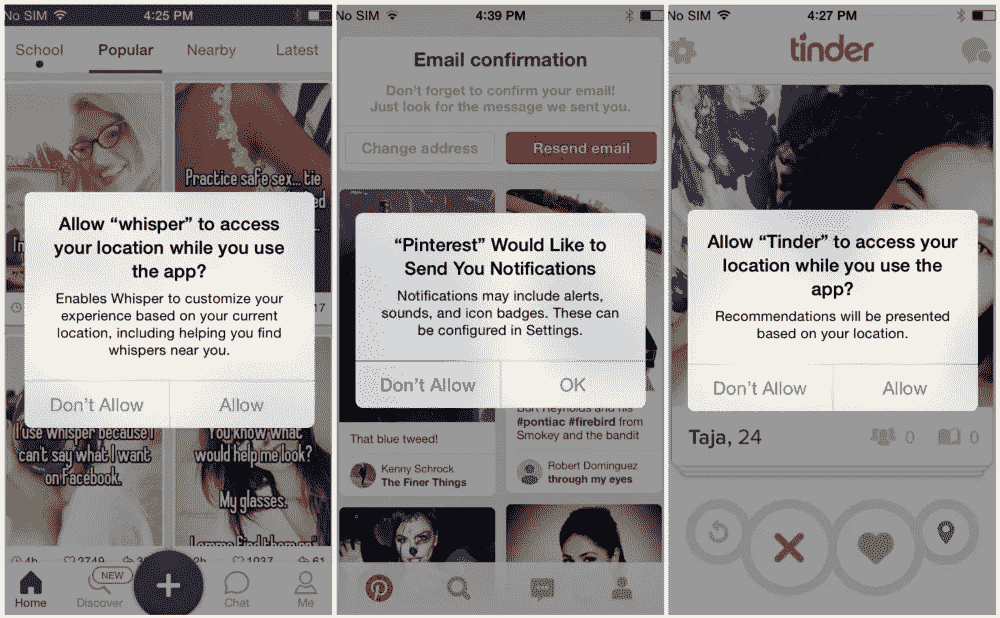 No SIM 4:25 PM
School Popular Nearby Latest
Practice safe sex... tie
Allow “whisper” to access
your location while you use
the app?
Enables Whisper to customize your
experience based on your current
location, including helping you find
whispers near you.
17
Don’t Allow Allow
I use Whisper because I
can't say what I want
on Facebook.
You know what
would help me look?
My glasses.
4h 2749 1037 61
Home NEW Discover + Chat Me
No SIM 4:39 PM
Email confirmation
Don’t forget to confirm your email!
Just look for the message we sent you.
Change address Resend email
“Pinterest” Would Like to
Send You Notifications
Notifications may include alerts,
sounds, and icon badges. These can
be configured in Settings.
Don’t Allow OK
That blue tweed!
Kenny Schrock
The Finer Things
Burt Reynolds and his
#pontiac #firebird from
Smokey and the bandit
Robert Dominguez
through my eyes
No SIM 4:27 PM
tinder
Allow “Tinder” to access your
location while you use the
app?
Recommendations will be presented
based on your location.
Don’t Allow Allow
Taja, 24 0 0